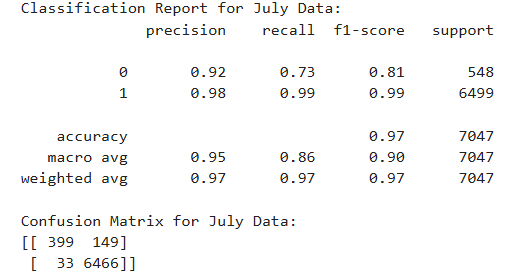 Classification Report for July Data:
precision recall f1-score support
0 0.92 0.73 0.81 548
1 0.98 0.99 0.99 6499
accuracy 0.97 7047
macro avg 0.95 0.86 0.90 7047
weighted avg 0.97 0.97 0.97 7047
Confusion Matrix for July Data:
[[ 399 149]
[ 33 6466]]